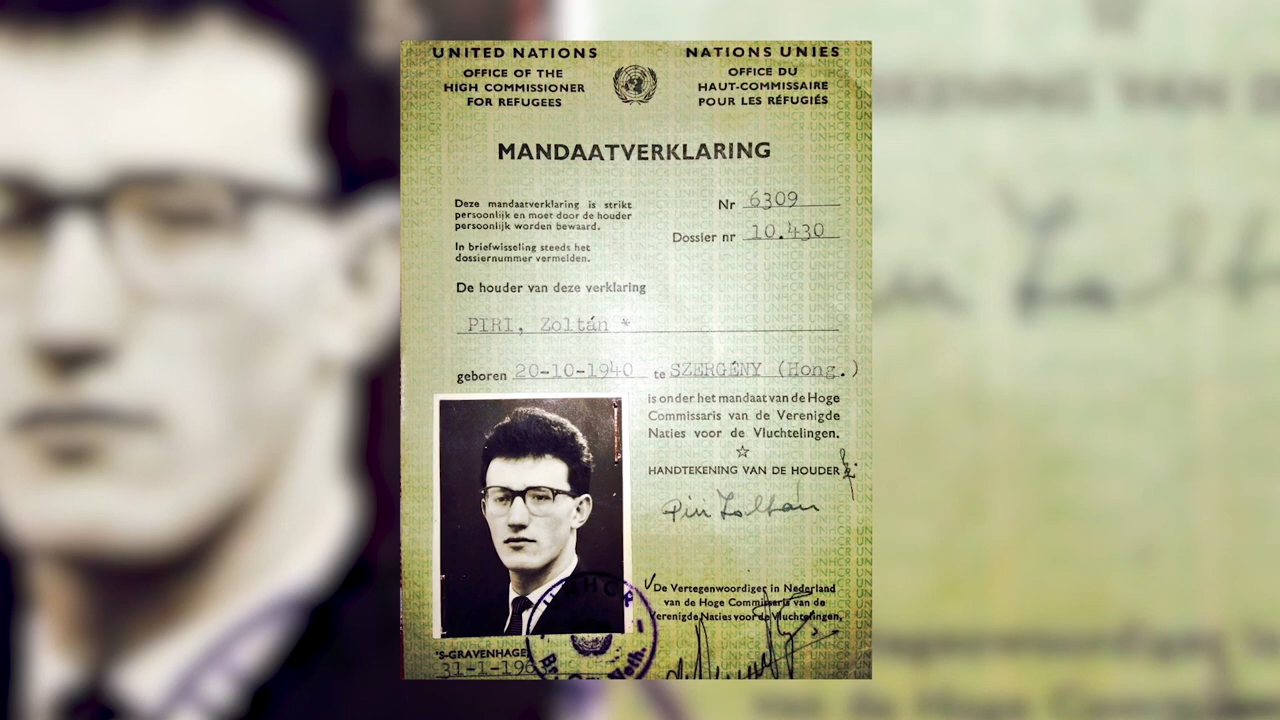 UNITED NATIONS
OFFICE OF THE
HIGH COMMISSIONER
FOR REFUGEES
NATIONS UNIES
OFFICE DU
HAUT-COMMISSAIRE
POUR LES RÉFUGIÉS
MANDAATVERKLARING
Deze mandaatverklaring is strikt
persoonlijk en moet door de houder
persoonlijk worden bewaard.
In briefwisseling steeds het
dossiernummer vermelden.
Nr 6309
Dossier nr 10.430
De houder van deze verklaring
PIRI, Zoltán *
geboren 20-10-1940 te SZERGÉNY (Hong.)
is onder het mandaat van de Hoge
Commissaris van de Verenigde
Naties voor de Vluchtelingen.
HANDTEKENING VAN DE HOUDER
Piri Zoltán
De Vertegenwoordiger in Nederland
van de Hoge Commissaris van de
Verenigde Naties voor de Vluchtelingen,
UNHCR
'S-GRAVENHAGE,
31-1-196